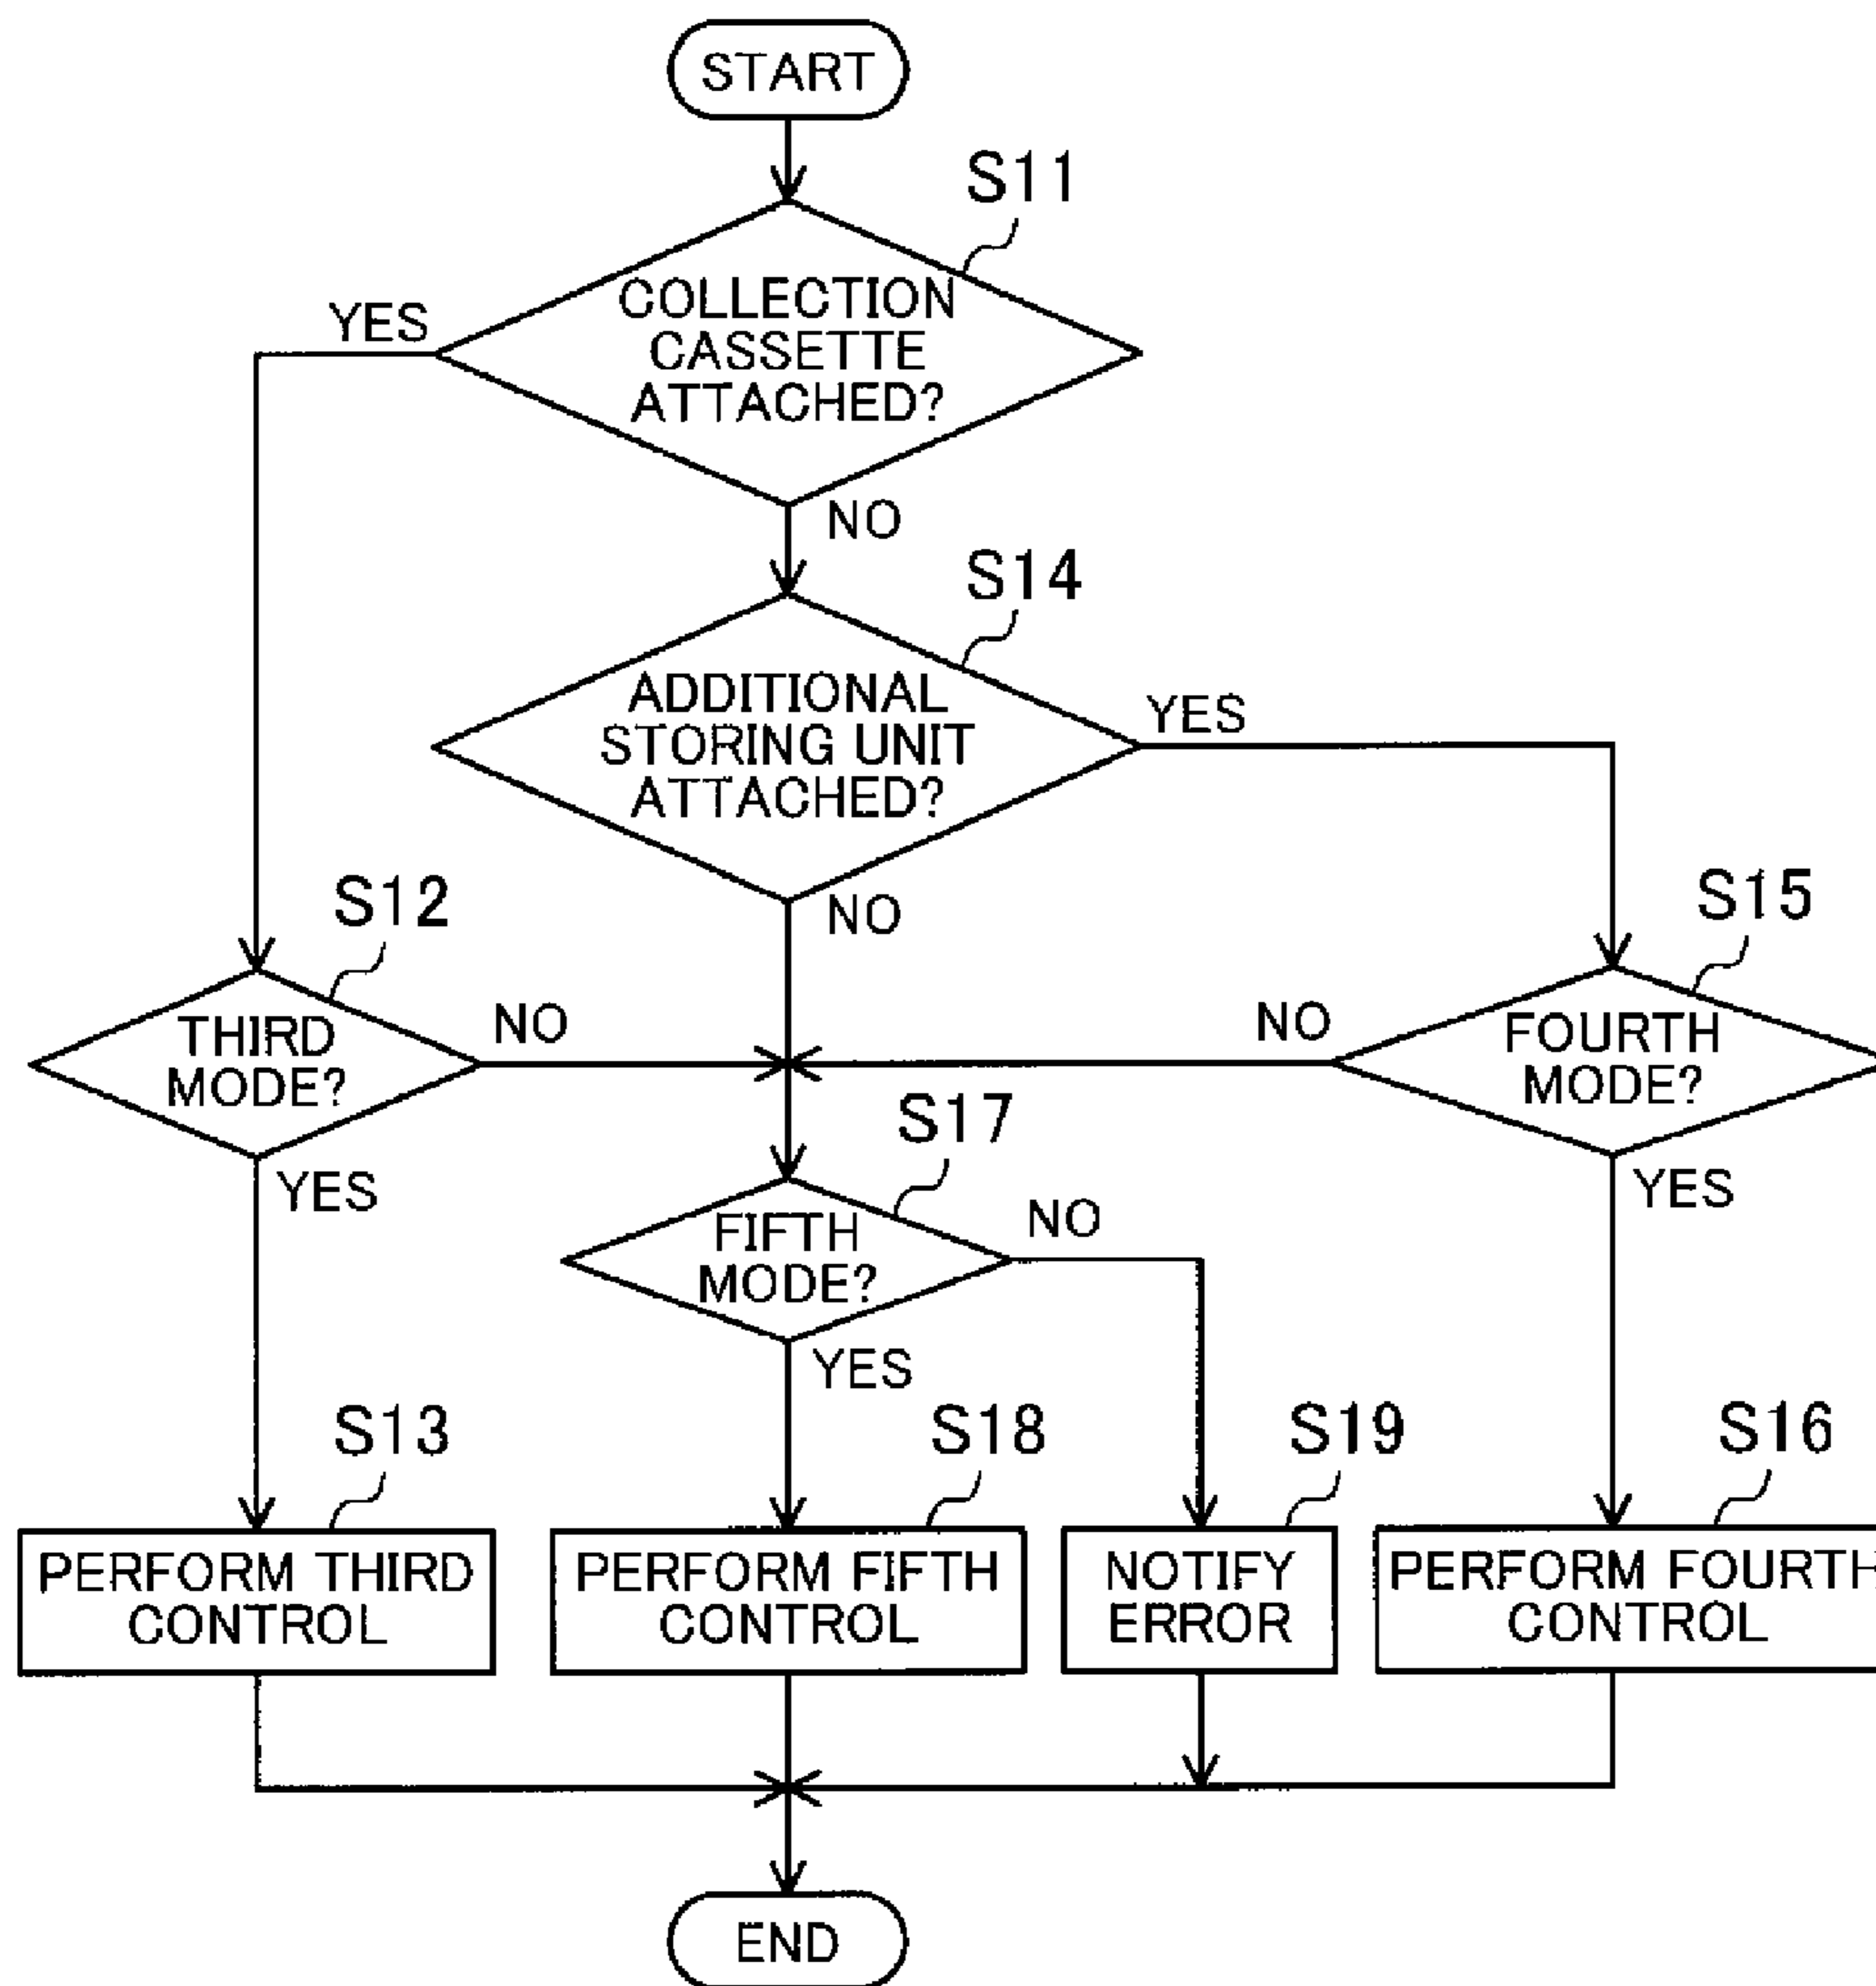 START
S11
COLLECTION
CASSETTE
ATTACHED?
YES
NO
S14
ADDITIONAL
STORING UNIT
ATTACHED?
YES
NO
S12
THIRD
MODE?
NO
YES
S15
FOURTH
MODE?
NO
YES
S17
FIFTH
MODE?
NO
YES
S13
PERFORM THIRD
CONTROL
S18
PERFORM FIFTH
CONTROL
S19
NOTIFY
ERROR
S16
PERFORM FOURTH
CONTROL
END